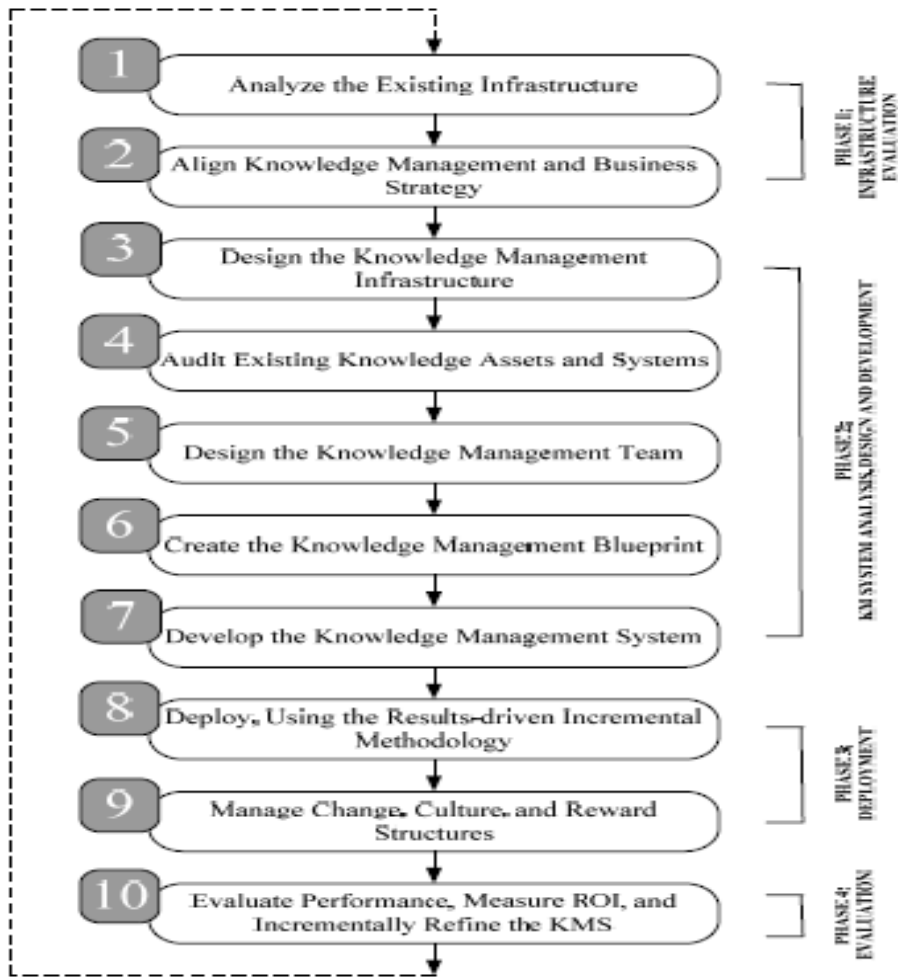 1
Analyze the Existing Infrastructure
2
Align Knowledge Management and Business
Strategy
3
Design the Knowledge Management
Infrastructure
4
Audit Existing Knowledge Assets and Systems
5
Design the Knowledge Management Team
6
Create the Knowledge Management Blueprint
7
Develop the Knowledge Management System
8
Deploy, Using the Results-driven Incremental
Methodology
9
Manage Change, Culture, and Reward
Structures
10
Evaluate Performance, Measure ROI, and
Incrementally Refine the KMS
PHASE 1;
INFRASTRUCTURE
EVALUATION
PHASE 2;
KM SYSTEM ANALYSIS,DESIGN AND DEVELOPMENT
PHASE 3;
DEPLOYMENT
PHASE 4;
EVALUATION